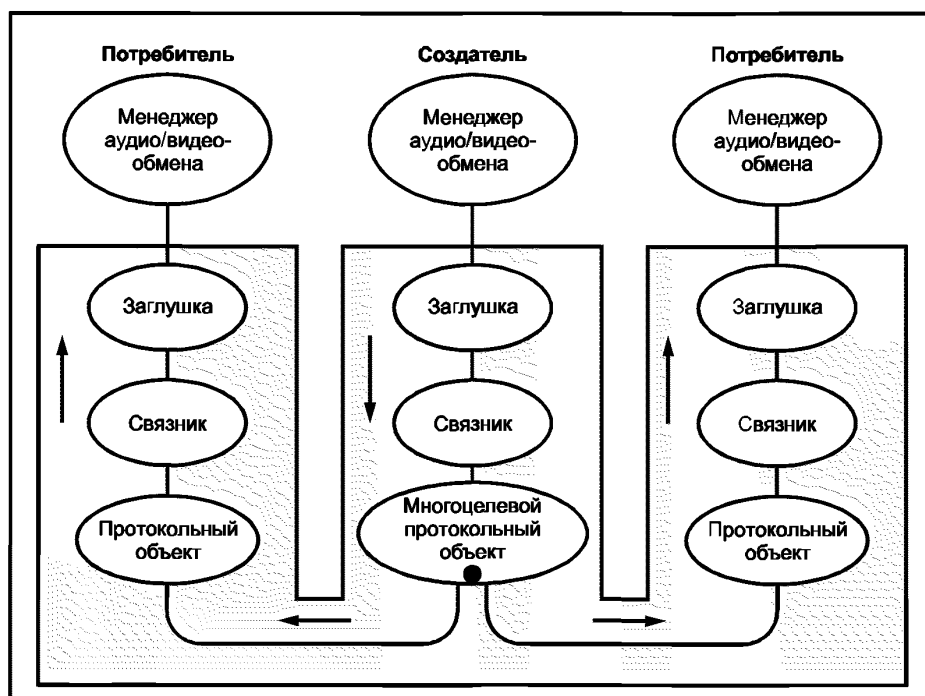 Потребитель
Создатель
Потребитель
Менеджер
аудио/видео-
обмена
Менеджер
аудио/видео-
обмена
Менеджер
аудио/видео-
обмена
Заглушка
Заглушка
Заглушка
Связник
Связник
Связник
Протокольный
объект
Многоцелевой
протокольный
объект
Протокольный
объект